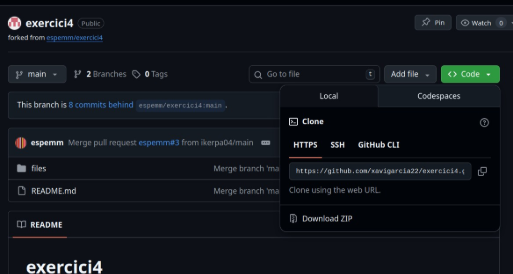 exercici4 Public
Pin
Watch 0
forked from espemm/exercici4
main
2 Branches
0 Tags
Go to file t
Add file
Code
Local
Codespaces
This branch is 8 commits behind espemm/exercici4:main .
Clone
HTTPS SSH GitHub CLI
https://github.com/xavigarcia22/exercici4.g
Clone using the web URL.
Download ZIP
espemm Merge pull request espemm#3 from ikerpa04/main
files Merge branch 'ma
README.md Merge branch 'ma
README
exercici4